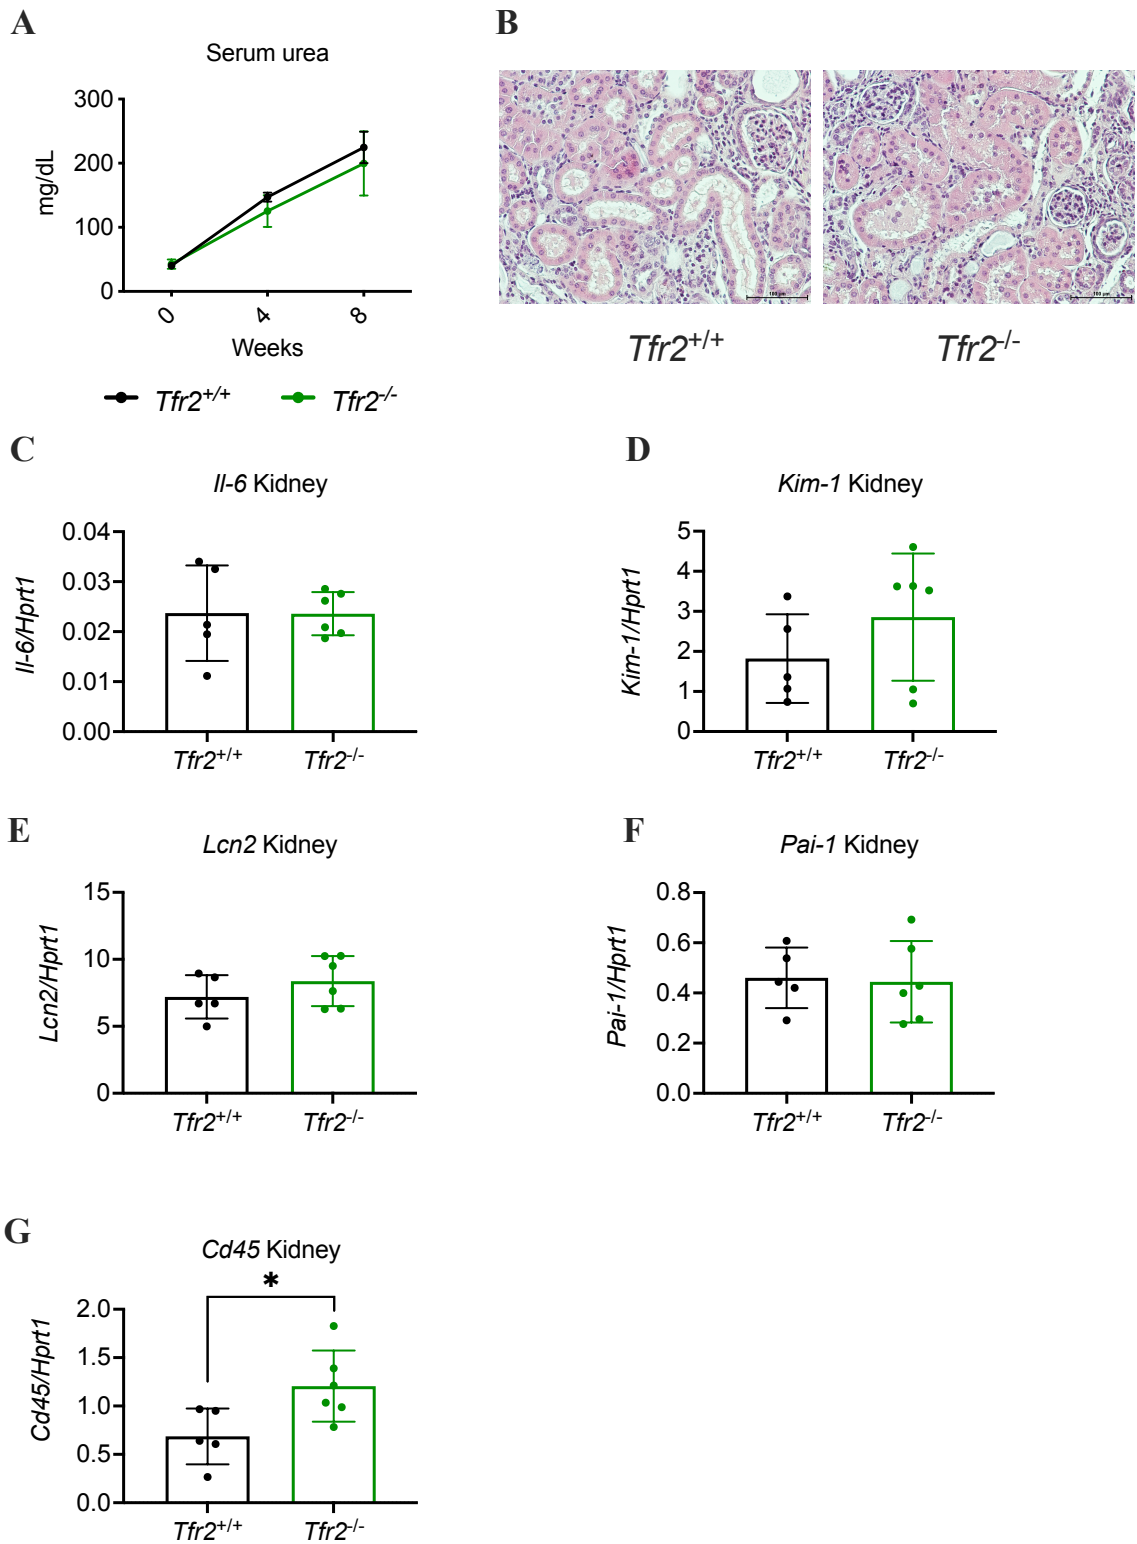 A
Serum urea
300
200
100
0
mg/dL
0 4 8
Weeks
Tfr2+/+ Tfr2-/-
B
100 µm
100 µm
Tfr2+/+ Tfr2-/-
C
Il-6 Kidney
0.04
0.03
0.02
0.01
0.00
Il-6/Hprt1
Tfr2+/+ Tfr2-/-
D
Kim-1 Kidney
5
4
3
2
1
0
Kim-1/Hprt1
Tfr2+/+ Tfr2-/-
E
Lcn2 Kidney
15
10
5
0
Lcn2/Hprt1
Tfr2+/+ Tfr2-/-
F
Pai-1 Kidney
0.8
0.6
0.4
0.2
0.0
Pai-1/Hprt1
Tfr2+/+ Tfr2-/-
G
Cd45 Kidney
*
2.0
1.5
1.0
0.5
0.0
Cd45/Hprt1
Tfr2+/+ Tfr2-/-